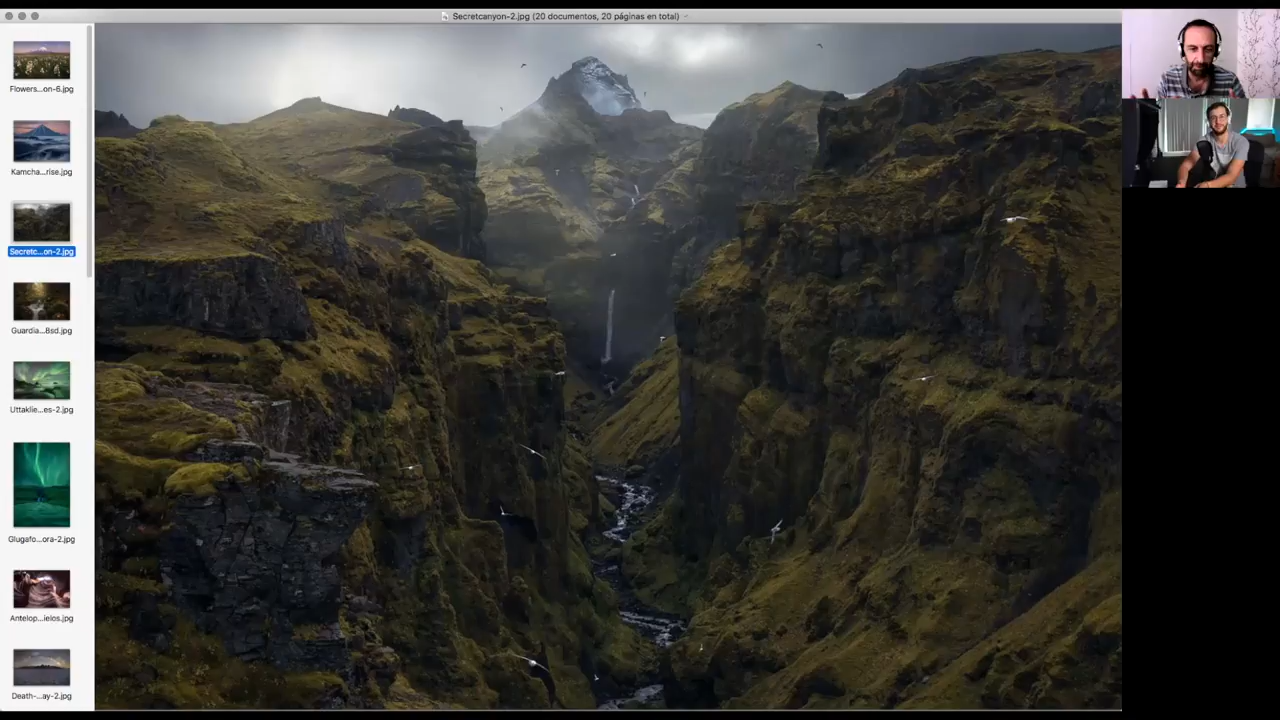 Secretcanyon-2.jpg (20 documentos, 20 páginas en total)
Flowers...on-6.jpg
Kamcha...rise.jpg
Secretc...on-2.jpg
Guardia...8sd.jpg
Uttaklie...es-2.jpg
Glugafo...ora-2.jpg
Antelop...ielos.jpg
Death-...ay-2.jpg